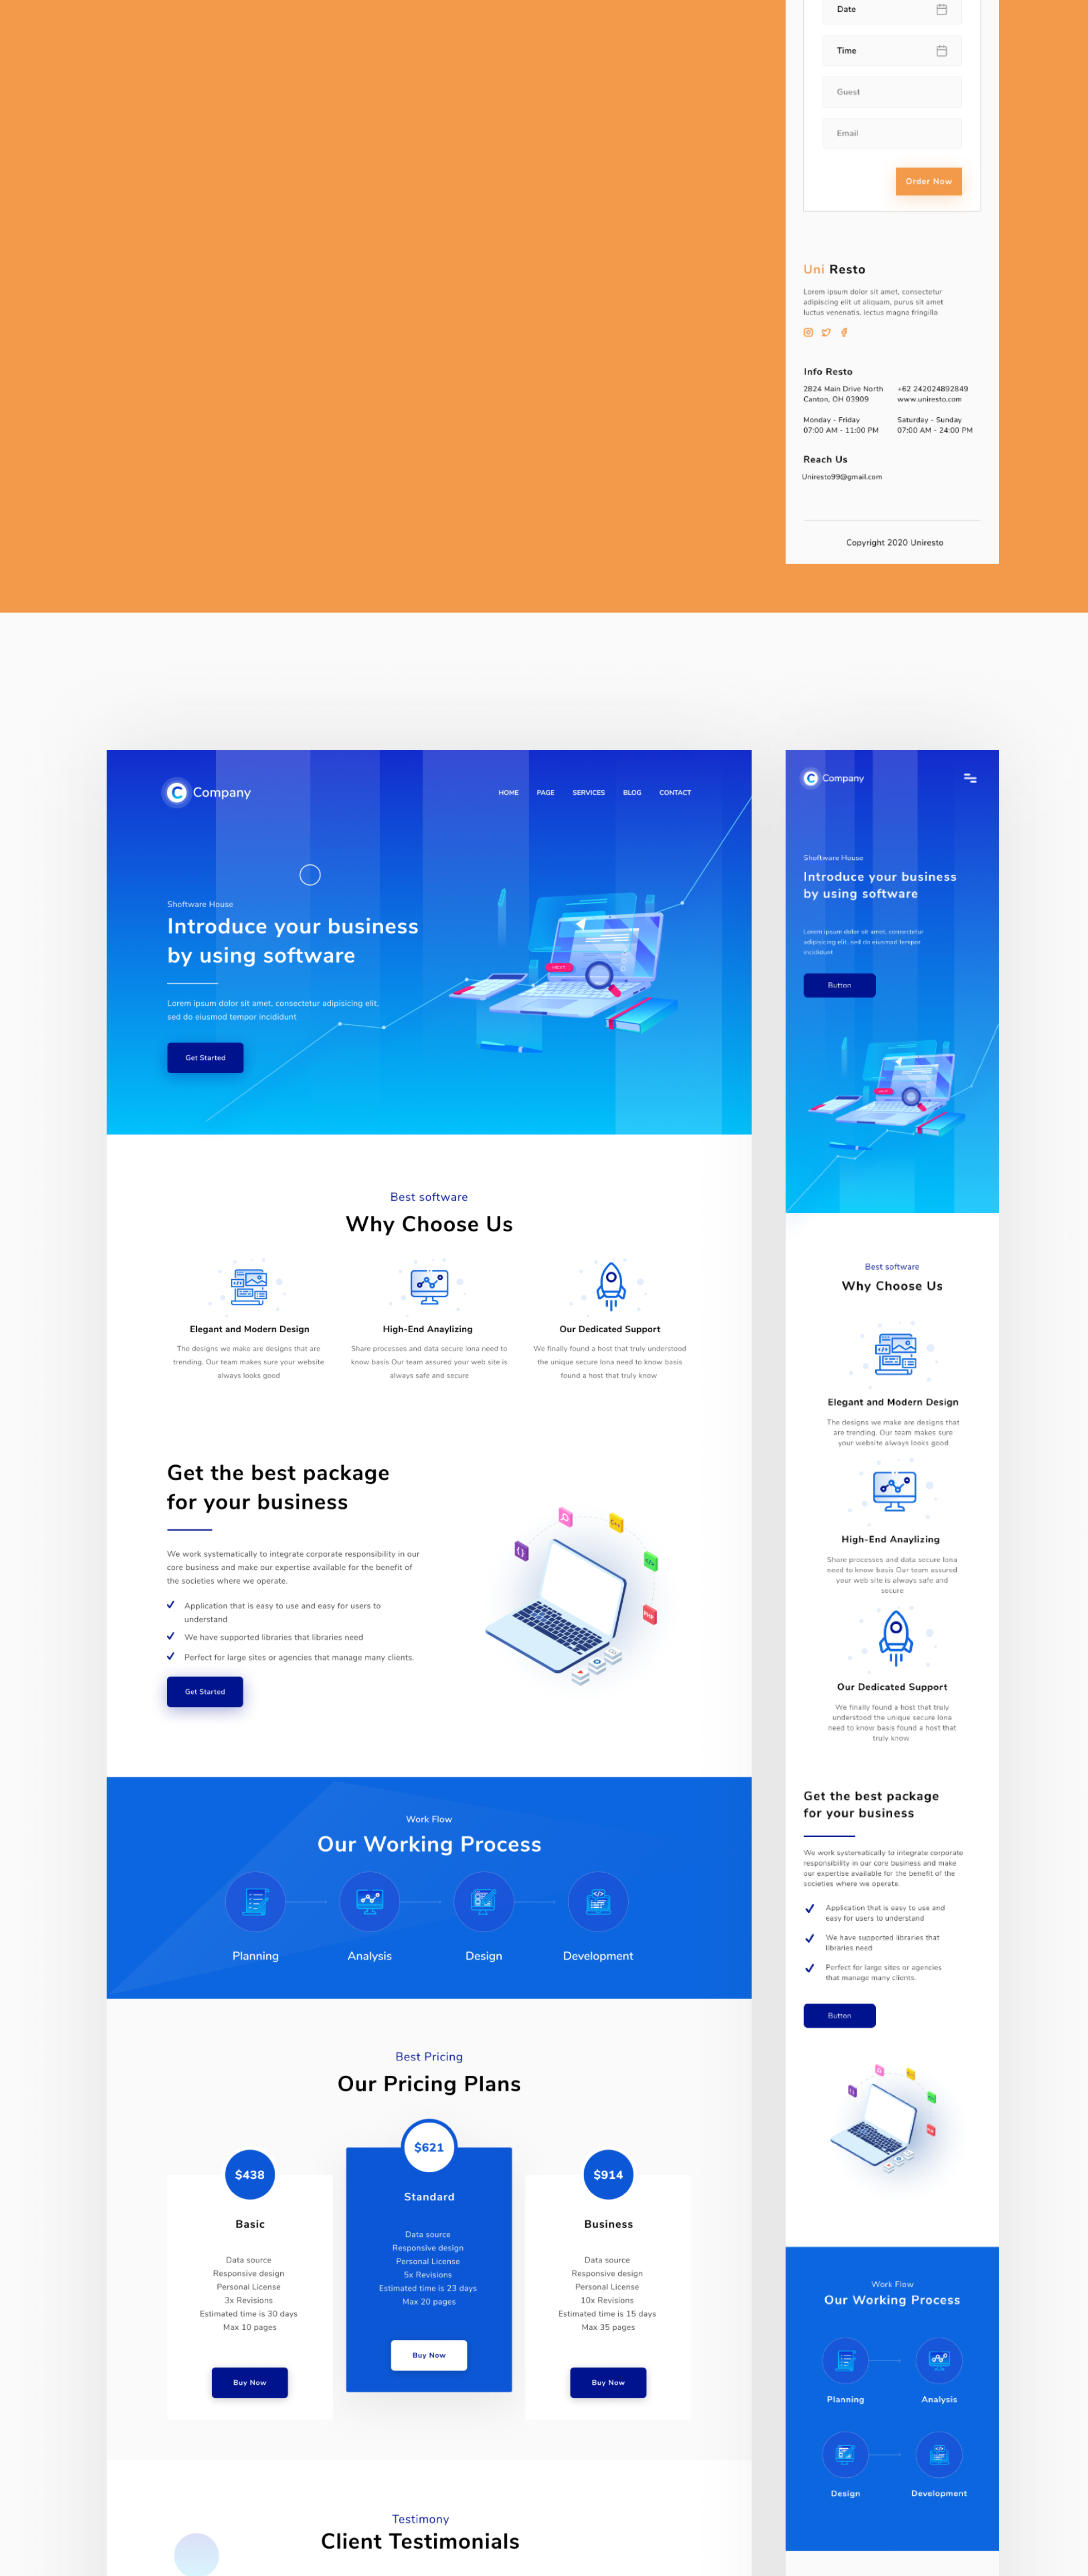 Date
Time
Guest
Email
Order Now
Uni Resto
Lorem ipsum dolor sit amet, consectetur
adipiscing elit ut aliquam, purus sit amet
luctus venenatis, lectus magna fringilla
Info Resto
2824 Main Drive North
Canton, OH 03909
+62 242024892849
www.uniresto.com
Monday - Friday
07:00 AM - 11:00 PM
Saturday - Sunday
07:00 AM - 24:00 PM
Reach Us
Uniresto99@gmail.com
Copyright 2020 Uniresto
C Company
HOME
PAGE
SERVICES
BLOG
CONTACT
Shoftware House
Introduce your business
by using software
Lorem ipsum dolor sit amet, consectetur adipisicing elit,
sed do eiusmod tempor incididunt
Get Started
NEXT
Best software
Why Choose Us
Elegant and Modern Design
The designs we make are designs that are
trending. Our team makes sure your website
always looks good
High-End Anaylizing
Share processes and data secure lona need to
know basis Our team assured your web site is
always safe and secure
Our Dedicated Support
We finally found a host that truly understood
the unique secure lona need to know basis
found a host that truly know
Get the best package
for your business
We work systematically to integrate corporate responsibility in our
core business and make our expertise available for the benefit of
the societies where we operate.
Application that is easy to use and easy for users to
understand
We have supported libraries that libraries need
Perfect for large sites or agencies that manage many clients.
Get Started
{}
C++
</>
PHP
Work Flow
Our Working Process
Planning
Analysis
Design
Development
Best Pricing
Our Pricing Plans
$438
Basic
Data source
Responsive design
Personal License
3x Revisions
Estimated time is 30 days
Max 10 pages
Buy Now
$621
Standard
Data source
Responsive design
Personal License
5x Revisions
Estimated time is 23 days
Max 20 pages
Buy Now
$914
Business
Data source
Responsive design
Personal License
10x Revisions
Estimated time is 15 days
Max 35 pages
Buy Now
Testimony
Client Testimonials
C Company
Shoftware House
Introduce your business
by using software
Lorem ipsum dolor sit amet, consectetur
adipisicing elit, sed do eiusmod tempor
incididunt
Button
Best software
Why Choose Us
Elegant and Modern Design
The designs we make are designs that
are trending. Our team makes sure
your website always looks good
High-End Anaylizing
Share processes and data secure lona
need to know basis Our team assured
your web site is always safe and
secure
Our Dedicated Support
We finally found a host that truly
understood the unique secure lona
need to know basis found a host that
truly know
Get the best package
for your business
We work systematically to integrate corporate
responsibility in our core business and make
our expertise available for the benefit of the
societies where we operate.
Application that is easy to use and
easy for users to understand
We have supported libraries that
libraries need
Perfect for large sites or agencies
that manage many clients.
Button
Work Flow
Our Working Process
Planning
Analysis
Design
Development